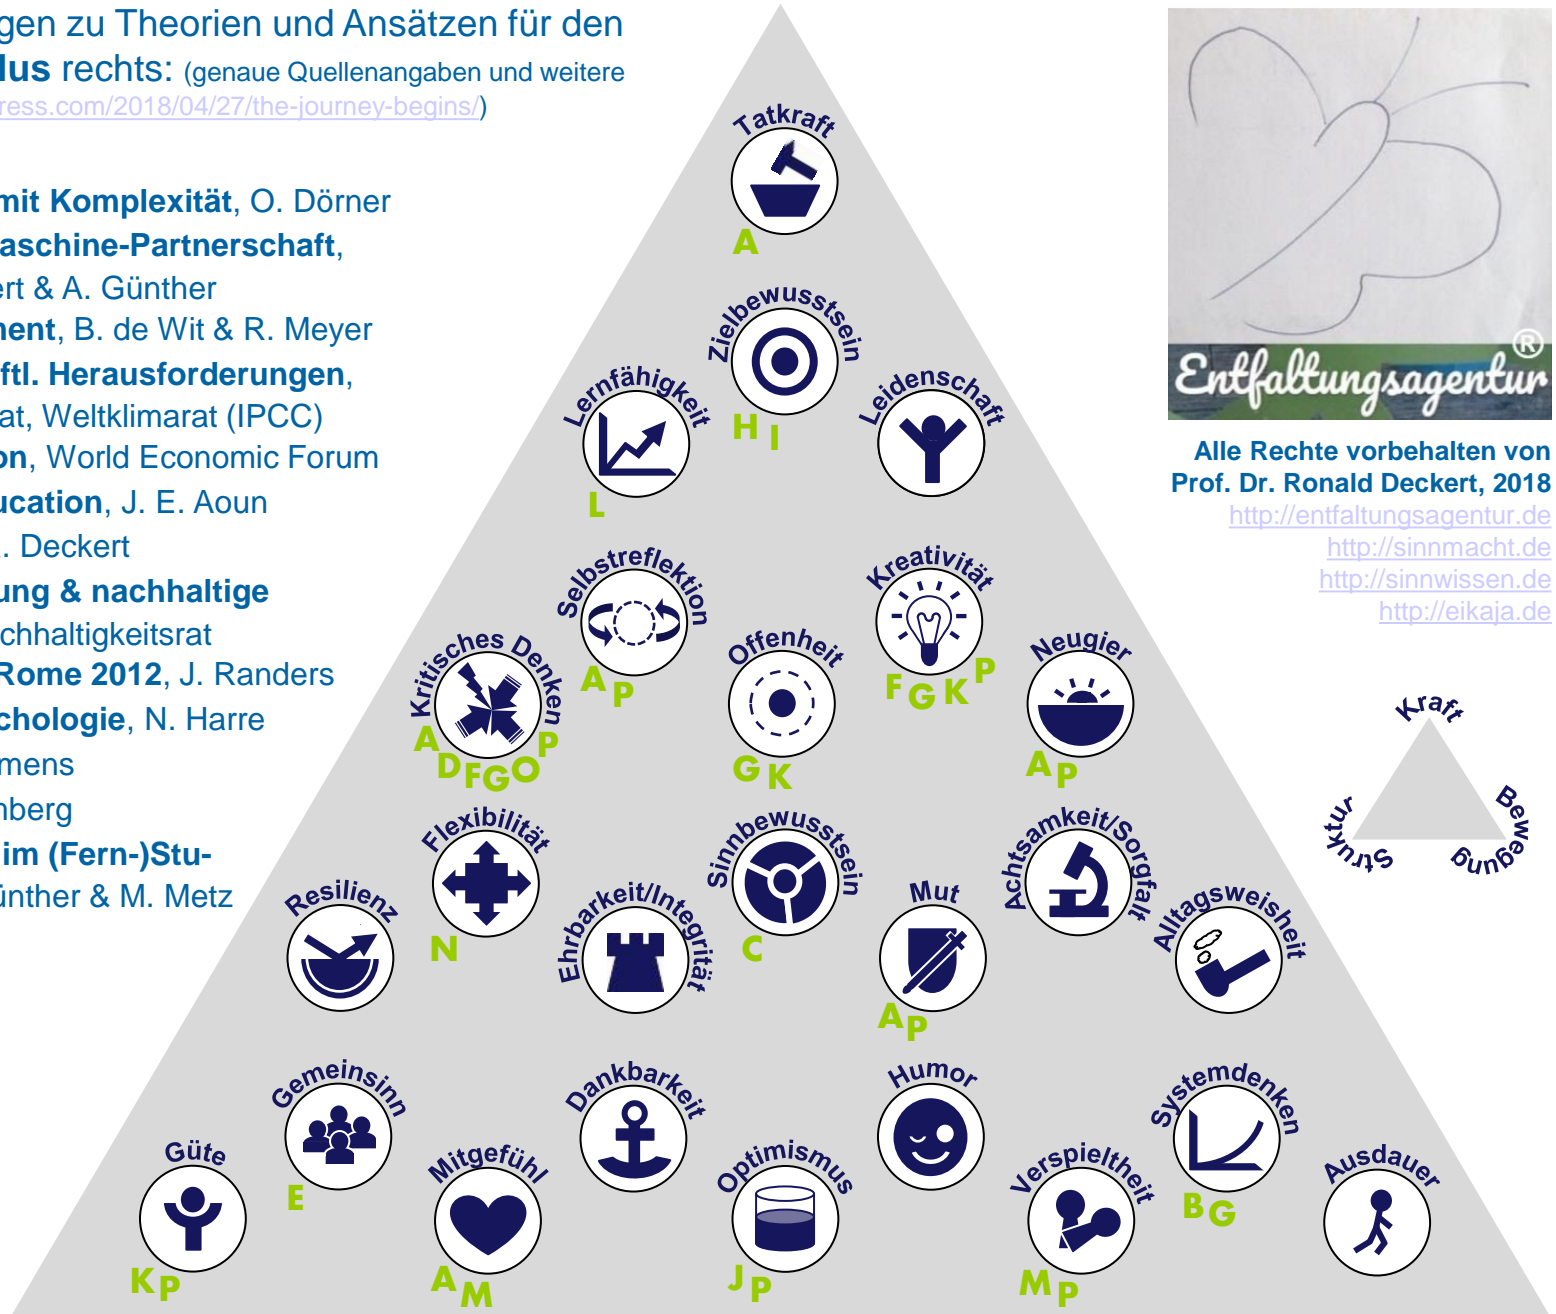 gen zu Theorien und Ansätzen für den
lus rechts: (genaue Quellenangaben und weitere
ress.com/2018/04/27/the-journey-begins/)
mit Komplexität, O. Dörner
aschine-Partnerschaft,
ert & A. Günther
nent, B. de Wit & R. Meyer
ftl. Herausforderungen,
at, Weltklimarat (IPCC)
on, World Economic Forum
ucation, J. E. Aoun
. Deckert
ung & nachhaltige
chhaltigkeitsrat
Rome 2012, J. Randers
chologie, N. Harre
mens
nberg
im (Fern-)Stu-
ünther & M. Metz
Tatkraft
A
Zielbewusstsein
H I
Lernfähigkeit
L
Leidenschaft
Selbstreflektion
A P
Kreativität
F G K P
Kritisches Denken
A D F G O P
Offenheit
G K
Neugier
A P
Flexibilität
N
Sinnbewusstsein
C
Achtsamkeit/Sorgfalt
Resilienz
Ehrbarkeit/Integrität
Mut
A P
Alltagsweisheit
Gemeinsinn
E
Dankbarkeit
Humor
Systemdenken
B G
Güte
K P
Mitgefühl
A M
Optimismus
J P
Verspieltheit
M P
Ausdauer
Entfaltungsagentur ®
Alle Rechte vorbehalten von
Prof. Dr. Ronald Deckert, 2018
http://entfaltungsagentur.de
http://sinnmacht.de
http://sinnwissen.de
http://eikaja.de
Kraft
Struktur
Bewegung